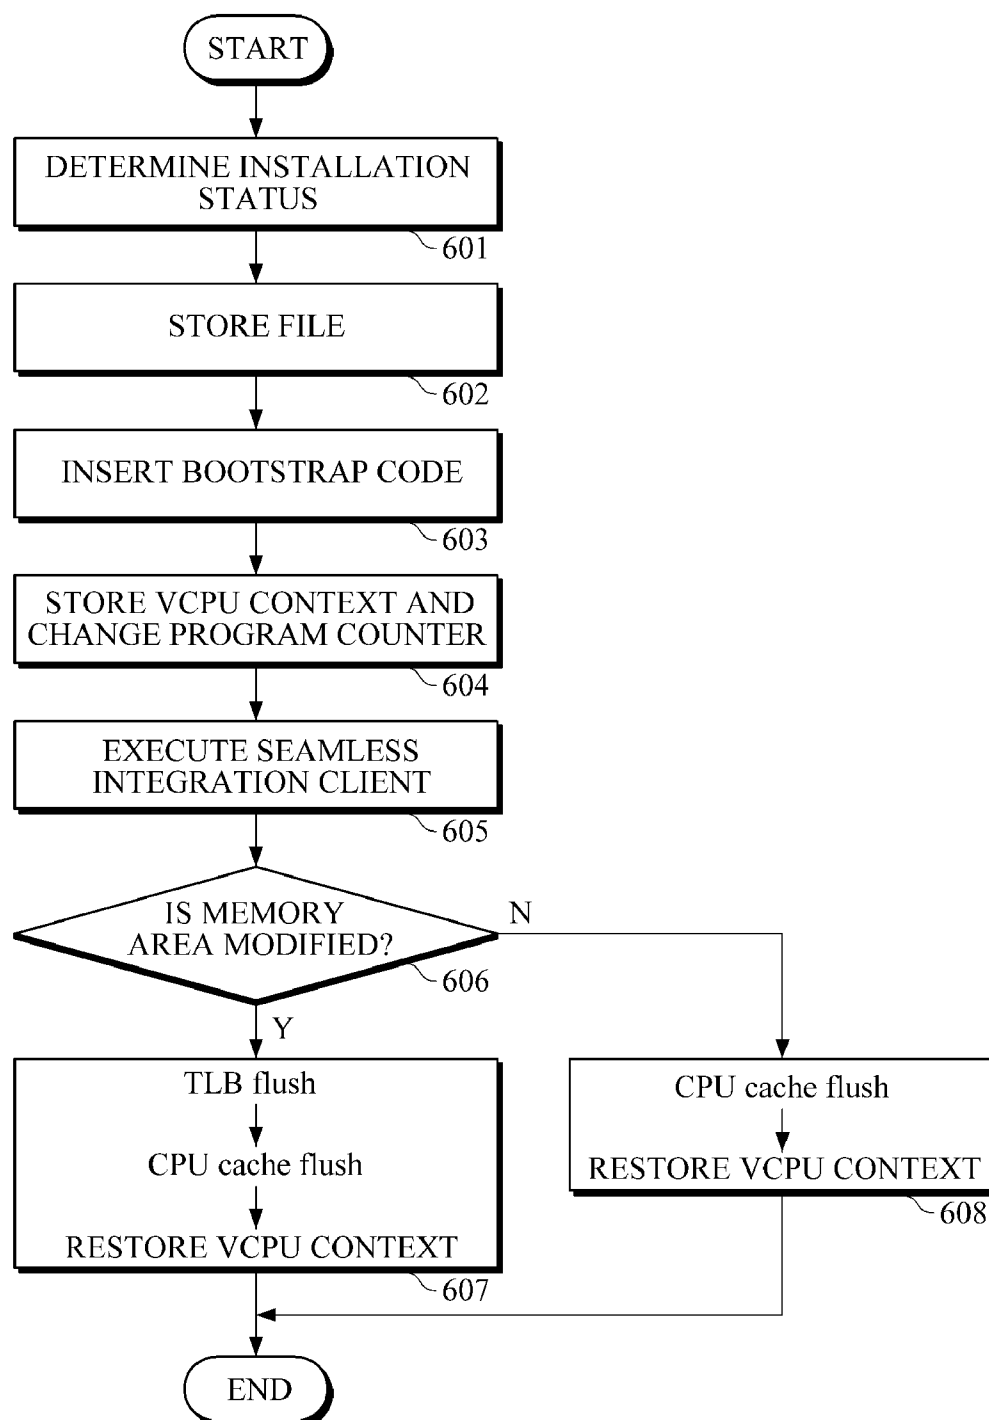 START
DETERMINE INSTALLATION
STATUS
601
STORE FILE
602
INSERT BOOTSTRAP CODE
603
STORE VCPU CONTEXT AND
CHANGE PROGRAM COUNTER
604
EXECUTE SEAMLESS
INTEGRATION CLIENT
605
IS MEMORY
AREA MODIFIED?
606
N
Y
TLB flush
CPU cache flush
RESTORE VCPU CONTEXT
607
CPU cache flush
RESTORE VCPU CONTEXT
608
END